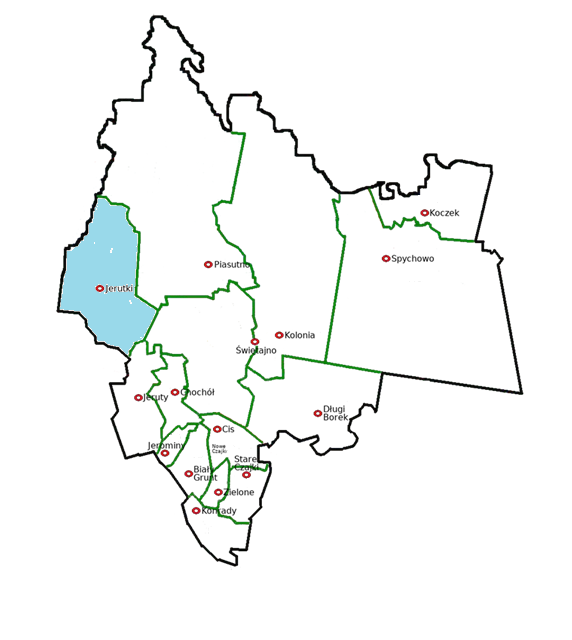 Koczek
Spychowo
Piasutno
Jerutki
Kolonia
Świętajno
Jeruty
Chochół
Długi
Borek
Cis
Jerominy
Nowe
Czajki
Stare
Czajki
Biały
Grunt
Zielone
Konrady